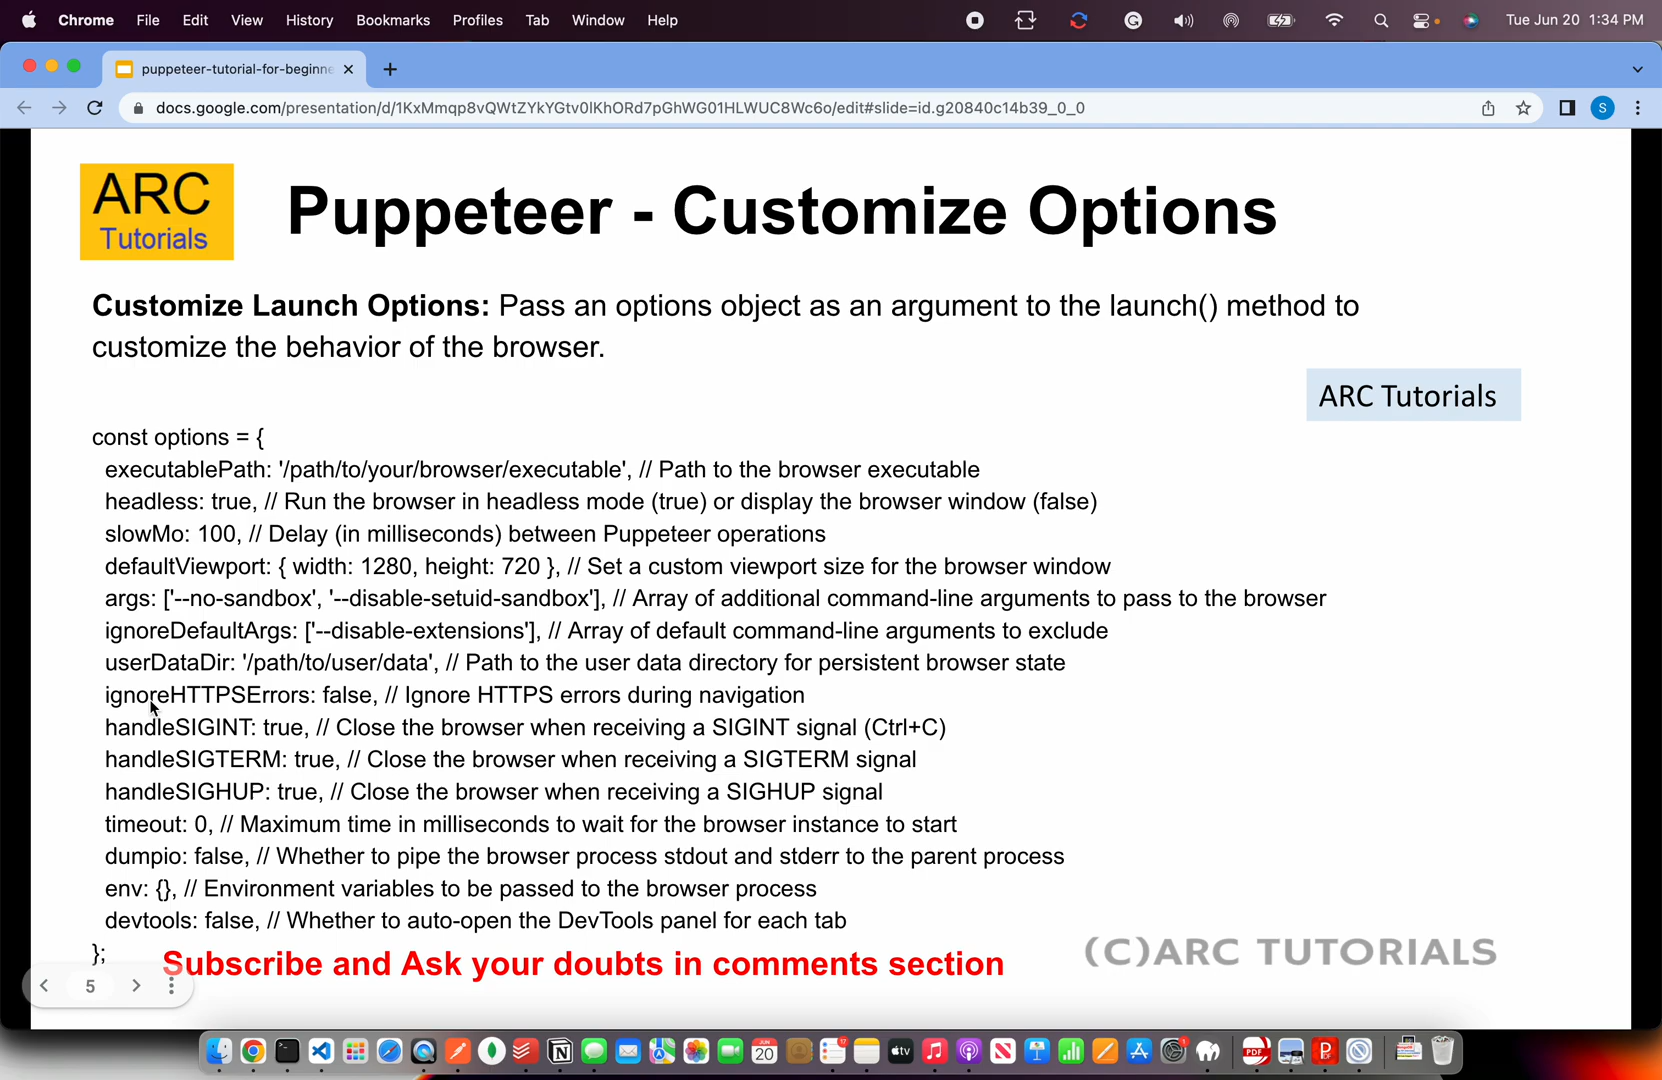 Chrome File Edit View History Bookmarks Profiles Tab Window Help Tue Jun 20 1:34 PM
puppeteer-tutorial-for-beginne
docs.google.com/presentation/d/1KxMmqp8vQWtZYkYGtv0lKhORd7pGhWG01HLWUC8Wc6o/edit#slide=id.g20840c14b39_0_0
S
ARC
Tutorials
Puppeteer - Customize Options
Customize Launch Options: Pass an options object as an argument to the launch() method to
customize the behavior of the browser.
ARC Tutorials
const options = {
executablePath: '/path/to/your/browser/executable', // Path to the browser executable
headless: true, // Run the browser in headless mode (true) or display the browser window (false)
slowMo: 100, // Delay (in milliseconds) between Puppeteer operations
defaultViewport: { width: 1280, height: 720 }, // Set a custom viewport size for the browser window
args: ['--no-sandbox', '--disable-setuid-sandbox'], // Array of additional command-line arguments to pass to the browser
ignoreDefaultArgs: ['--disable-extensions'], // Array of default command-line arguments to exclude
userDataDir: '/path/to/user/data', // Path to the user data directory for persistent browser state
ignoreHTTPSErrors: false, // Ignore HTTPS errors during navigation
handleSIGINT: true, // Close the browser when receiving a SIGINT signal (Ctrl+C)
handleSIGTERM: true, // Close the browser when receiving a SIGTERM signal
handleSIGHUP: true, // Close the browser when receiving a SIGHUP signal
timeout: 0, // Maximum time in milliseconds to wait for the browser instance to start
dumpio: false, // Whether to pipe the browser process stdout and stderr to the parent process
env: {}, // Environment variables to be passed to the browser process
devtools: false, // Whether to auto-open the DevTools panel for each tab
};
Subscribe and Ask your doubts in comments section
(C)ARC TUTORIALS
5
JUN
20
17
tv
1
PDF